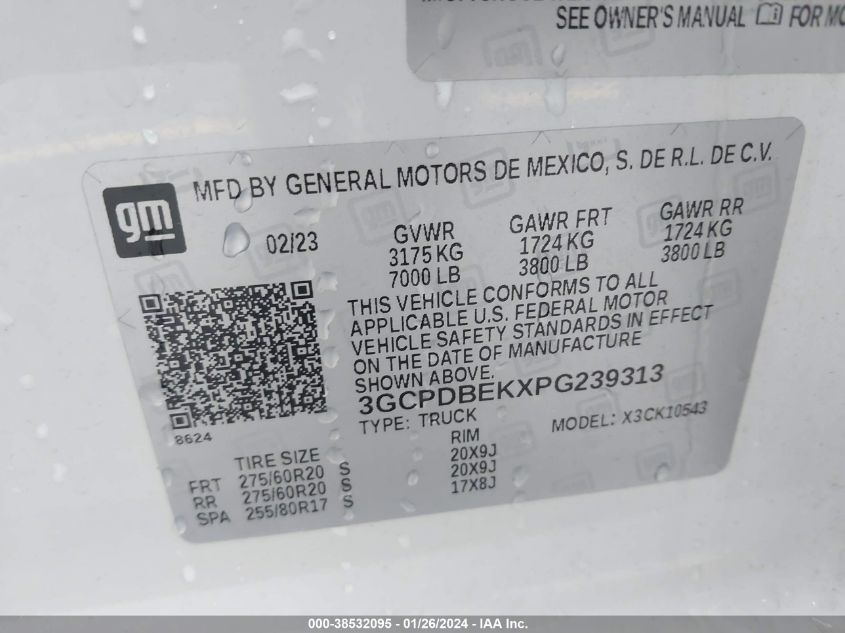 SEE OWNER'S MANUAL FOR MO
gm
MFD BY GENERAL MOTORS DE MEXICO, S. DE R.L. DE C.V.
02/23
GVWR
3175 KG
7000 LB
GAWR FRT
1724 KG
3800 LB
GAWR RR
1724 KG
3800 LB
THIS VEHICLE CONFORMS TO ALL
APPLICABLE U.S. FEDERAL MOTOR
VEHICLE SAFETY STANDARDS IN EFFECT
ON THE DATE OF MANUFACTURE
SHOWN ABOVE.
3GCPDBEKXPG239313
TYPE: TRUCK
MODEL: X3CK10543
8624
TIRE SIZE
RIM
FRT 275/60R20 S 20X9J
RR 275/60R20 S 20X9J
SPA 255/80R17 S 17X8J
000-38532095 - 01/26/2024 - IAA Inc.